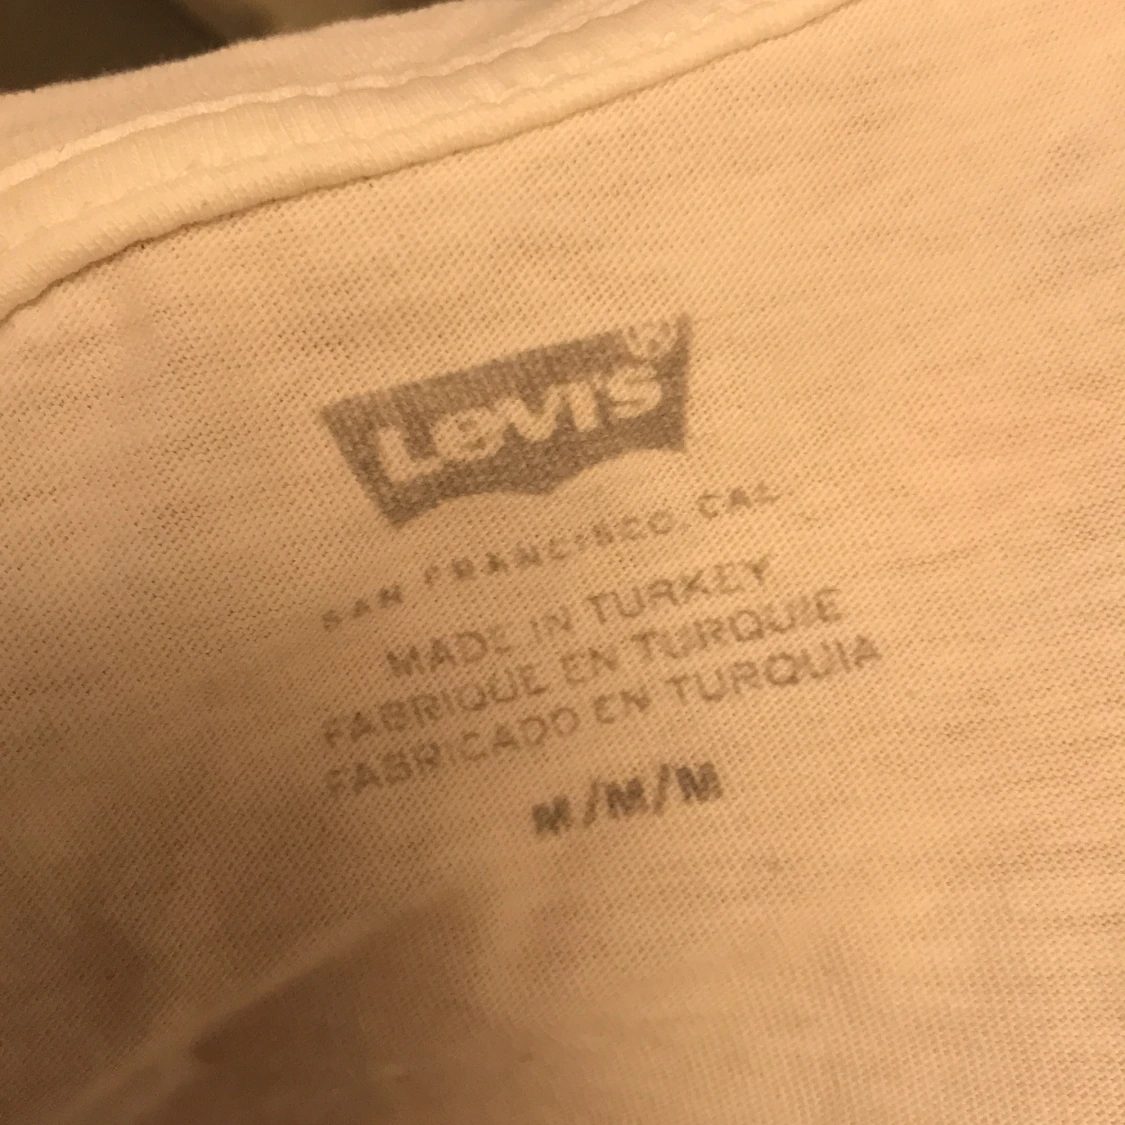 LEVI'S ®
SAN FRANCISCO, CAL
MADE IN TURKEY
FABRIQUE EN TURQUIE
FABRICADO EN TURQUIA
M/M/M